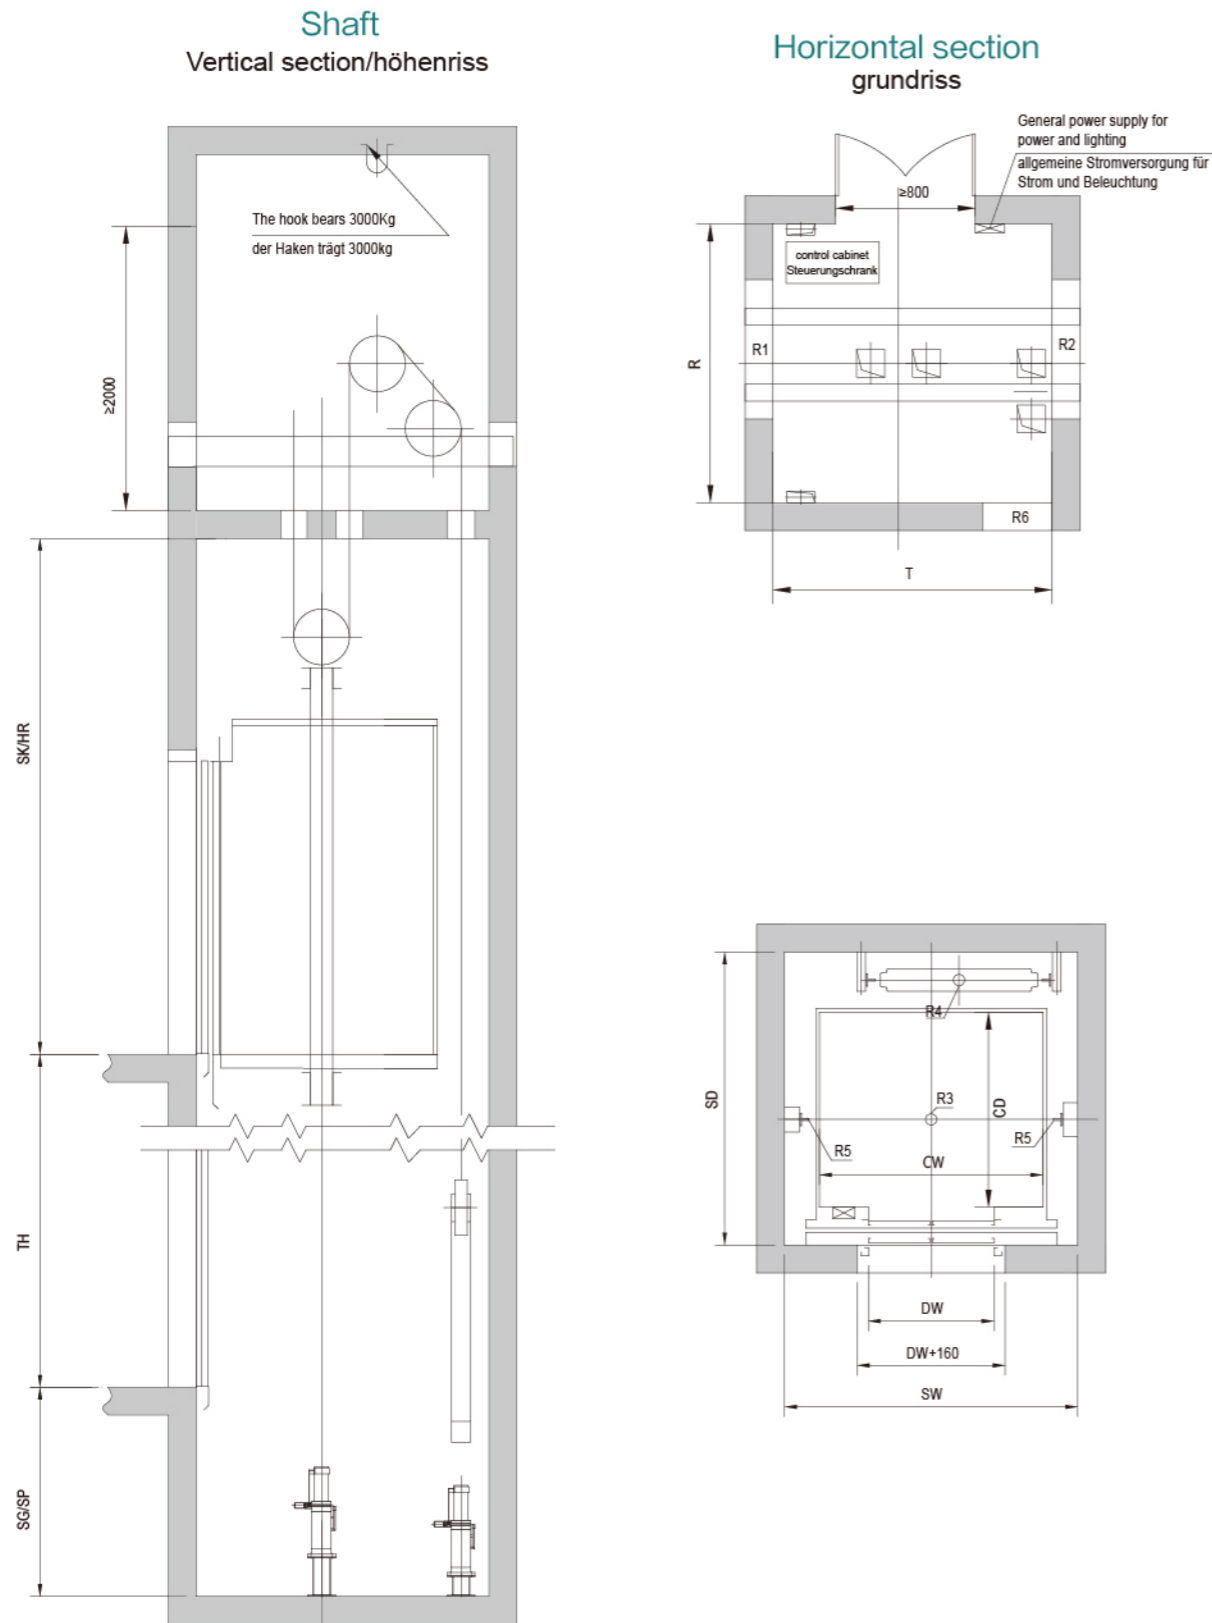 Shaft
Vertical section/höhenriss
The hook bears 3000Kg
der Haken trägt 3000kg
≥2000
SK/HR
TH
SG/SP
Horizontal section
grundriss
General power supply for
power and lighting
allgemeine Stromversorgung für
Strom und Beleuchtung
≥800
control cabinet
Steuerungschrank
R
R1
R2
R6
T
R4
SD
R3
CD
R5
R5
CW
DW
DW+160
SW